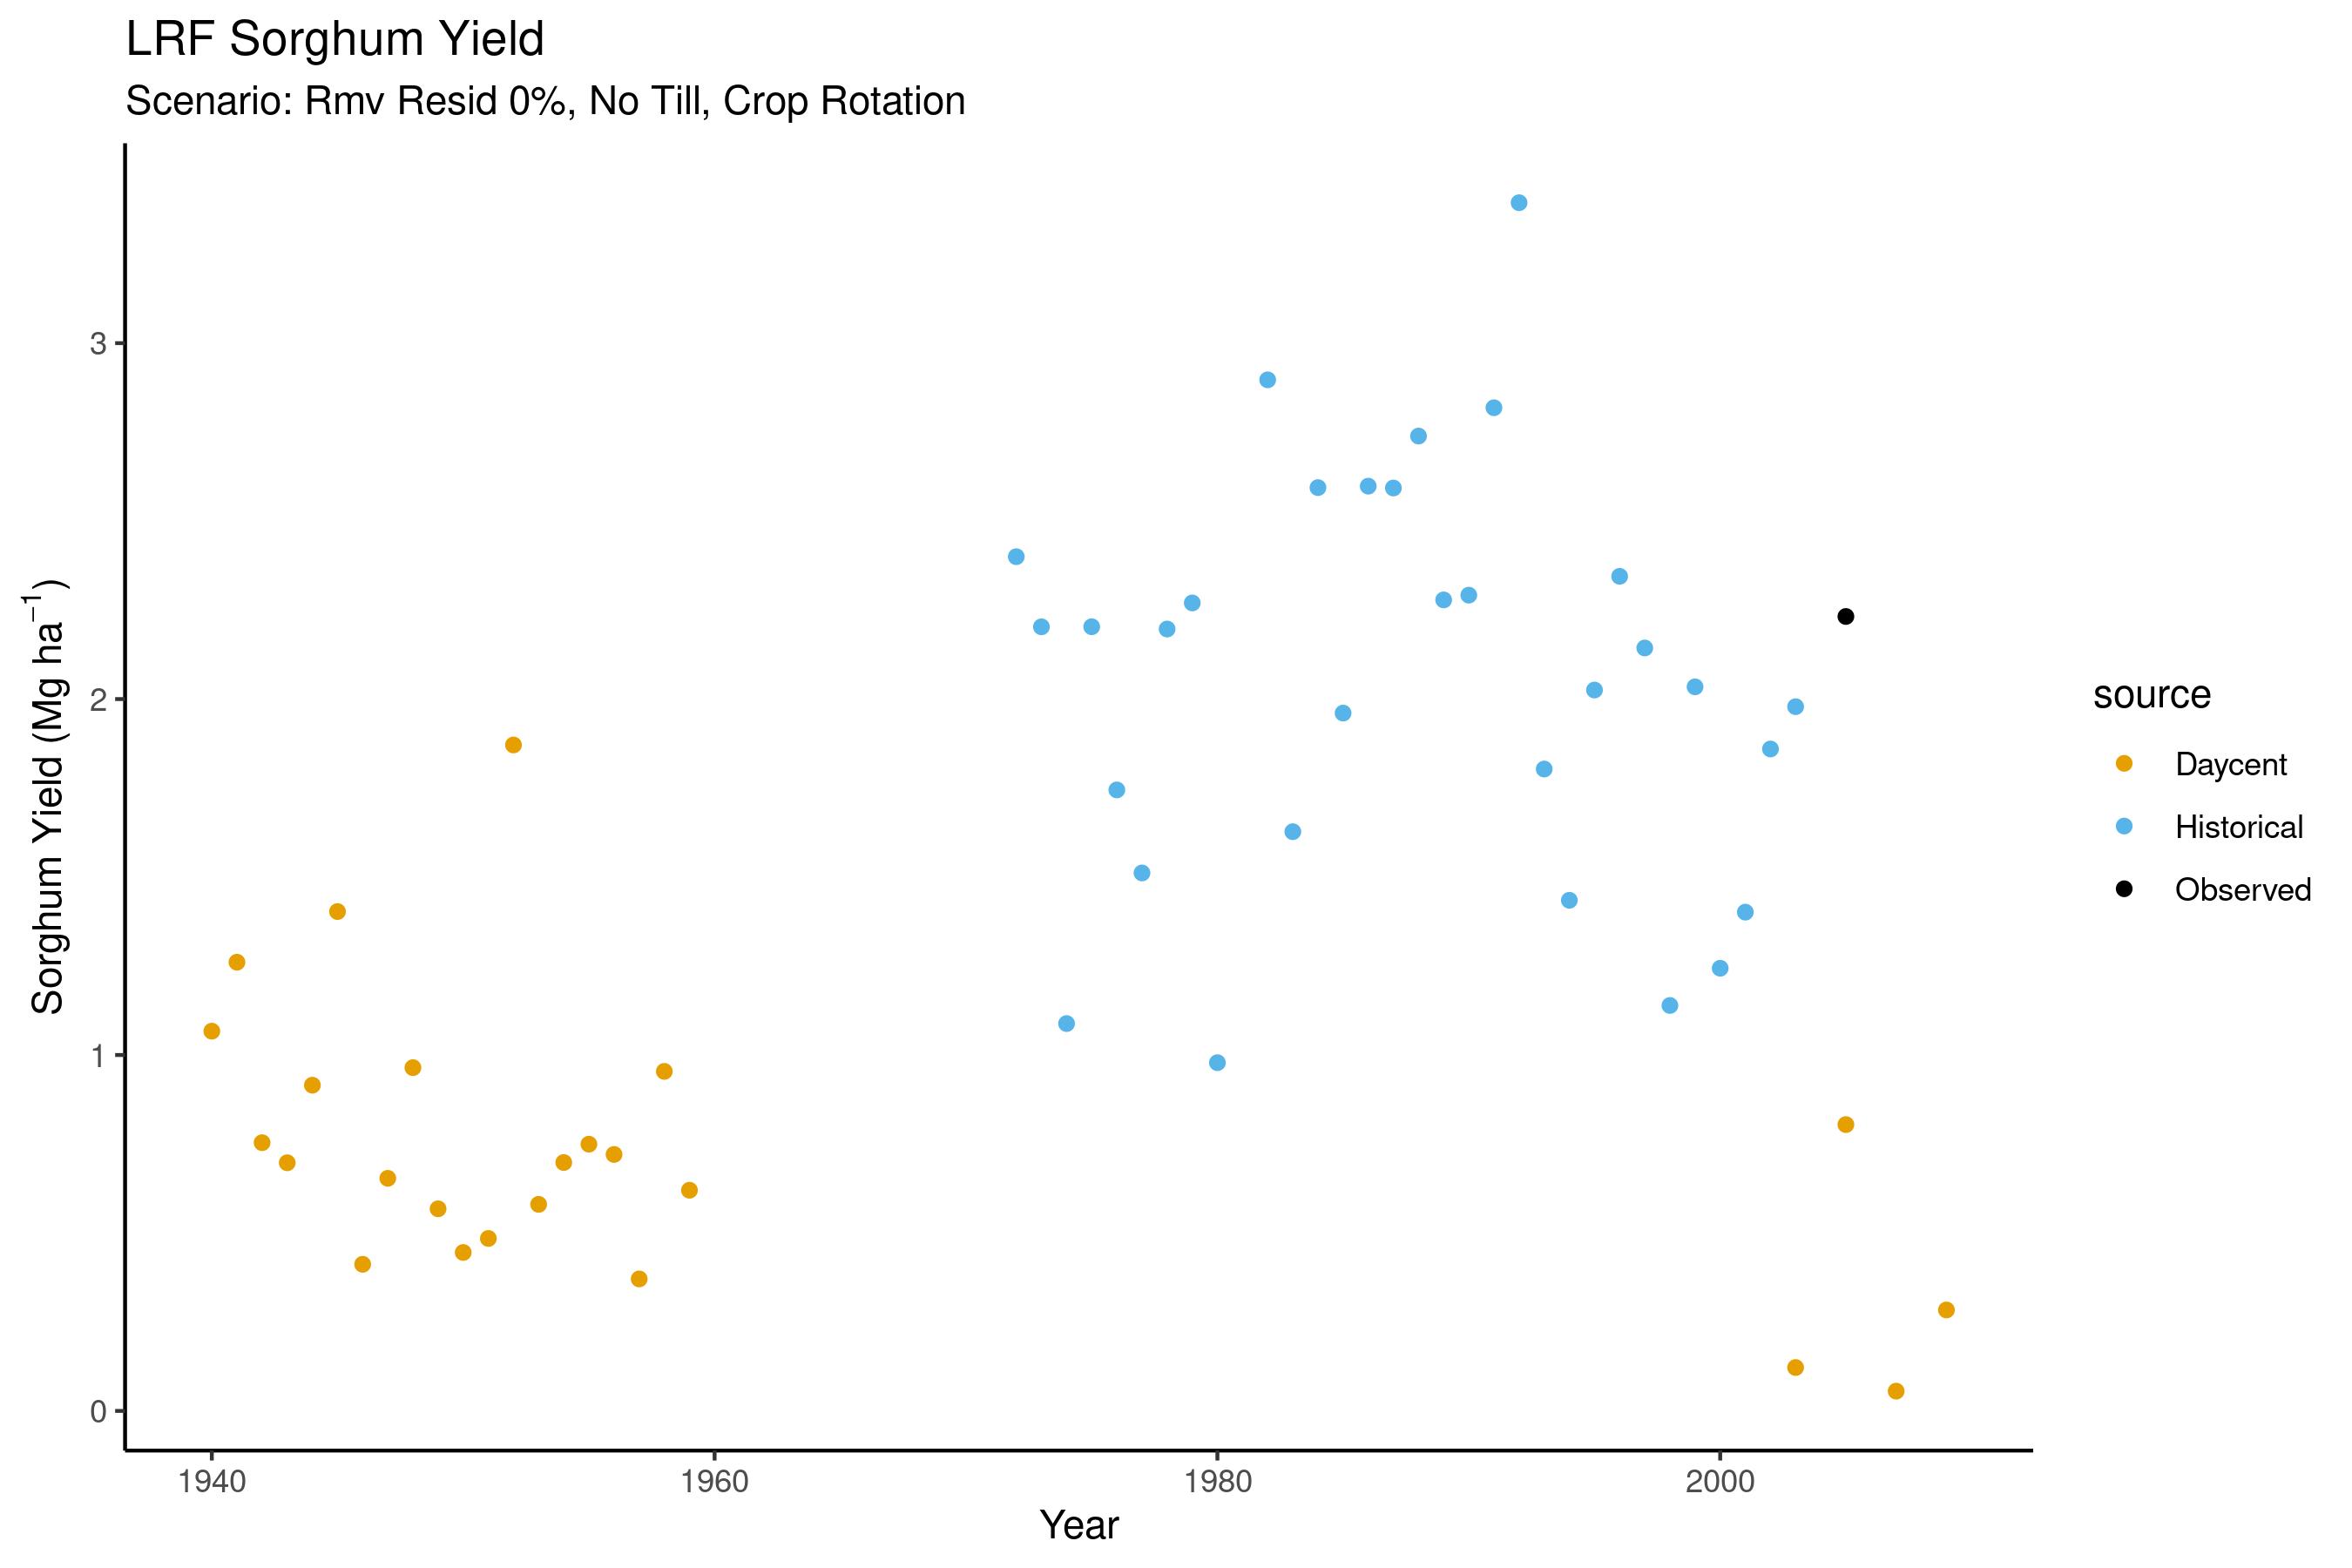 LRF Sorghum Yield
Scenario: Rmv Resid 0%, No Till, Crop Rotation
Sorghum Yield (Mg ha⁻¹)
3
2
1
0
1940
1960
1980
2000
Year
source
Daycent
Historical
Observed